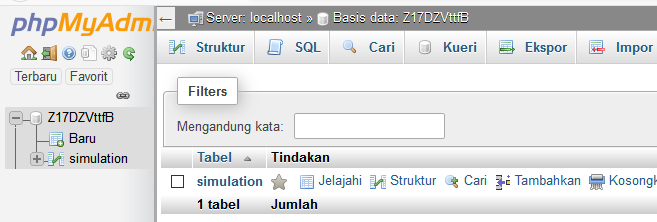 phpMyAdm
Server: localhost » Basis data: Z17DZVttfB
Struktur SQL Cari Kueri Ekspor Impor
Terbaru Favorit
Filters
Z17DZVttfB
Baru
simulation
Mengandung kata:
Tabel Tindakan
simulation Jelajahi Struktur Cari Tambahkan Kosongk
1 tabel Jumlah